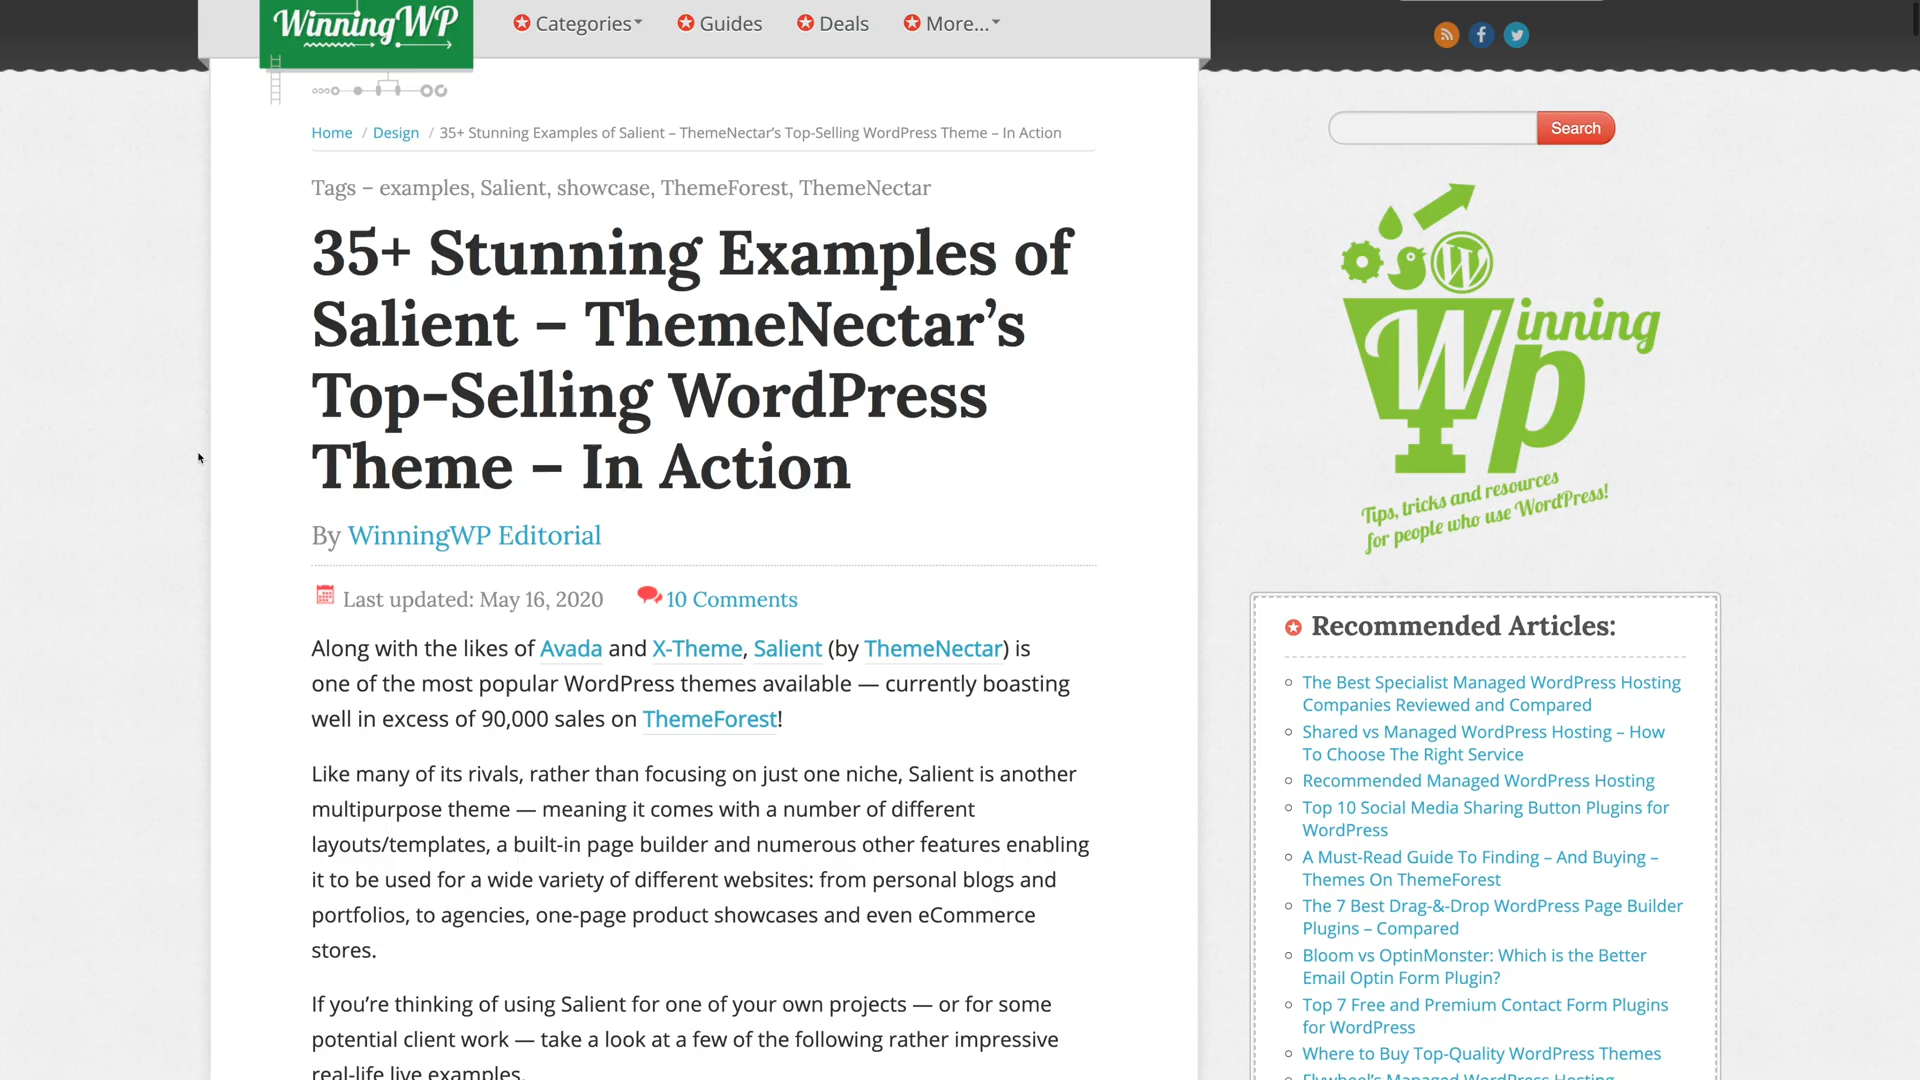 WinningWP
Categories
Guides
Deals
More...
Search
Home / Design / 35+ Stunning Examples of Salient – ThemeNectar’s Top-Selling WordPress Theme – In Action
Tags – examples, Salient, showcase, ThemeForest, ThemeNectar
35+ Stunning Examples of
Salient – ThemeNectar’s
Top-Selling WordPress
Theme – In Action
By WinningWP Editorial
Last updated: May 16, 2020
10 Comments
Along with the likes of Avada and X-Theme, Salient (by ThemeNectar) is
one of the most popular WordPress themes available — currently boasting
well in excess of 90,000 sales on ThemeForest!
Like many of its rivals, rather than focusing on just one niche, Salient is another
multipurpose theme — meaning it comes with a number of different
layouts/templates, a built-in page builder and numerous other features enabling
it to be used for a wide variety of different websites: from personal blogs and
portfolios, to agencies, one-page product showcases and even eCommerce
stores.
If you’re thinking of using Salient for one of your own projects — or for some
potential client work — take a look at a few of the following rather impressive
real-life live examples.
Winning
Wp
Tips, tricks and resources
for people who use WordPress!
Recommended Articles:
The Best Specialist Managed WordPress Hosting
Companies Reviewed and Compared
Shared vs Managed WordPress Hosting – How
To Choose The Right Service
Recommended Managed WordPress Hosting
Top 10 Social Media Sharing Button Plugins for
WordPress
A Must-Read Guide To Finding – And Buying –
Themes On ThemeForest
The 7 Best Drag-&-Drop WordPress Page Builder
Plugins – Compared
Bloom vs OptinMonster: Which is the Better
Email Optin Form Plugin?
Top 7 Free and Premium Contact Form Plugins
for WordPress
Where to Buy Top-Quality WordPress Themes
Flywheel’s Managed WordPress Hosting